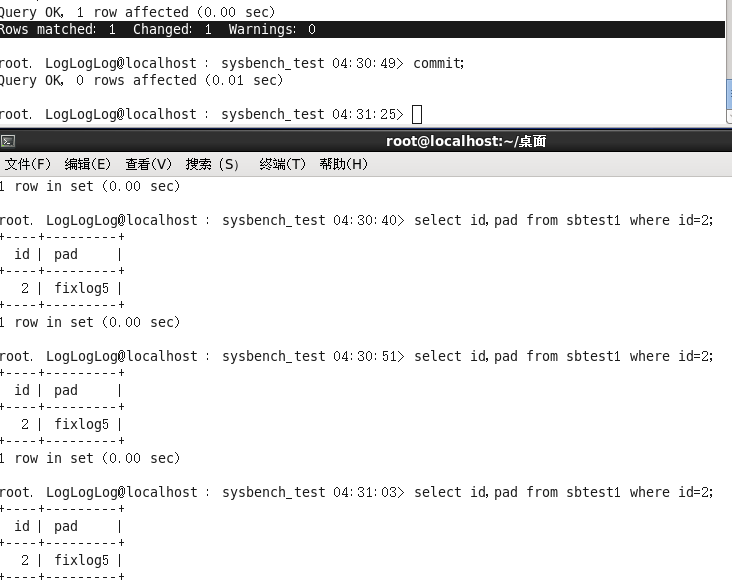 Query OK, 1 row affected (0.00 sec)
Rows matched: 1  Changed: 1  Warnings: 0
root. LogLogLog@localhost : sysbench_test 04:30:49> commit;
Query OK, 0 rows affected (0.01 sec)
root. LogLogLog@localhost : sysbench_test 04:31:25>
root@localhost:~/桌面
文件(F) 编辑(E) 查看(V) 搜索 (S) 终端(T) 帮助(H)
1 row in set (0.00 sec)
root. LogLogLog@localhost : sysbench_test 04:30:40> select id,pad from sbtest1 where id=2;
+----+---------+
id | pad     |
+----+---------+
2 | fixlog5 |
+----+---------+
1 row in set (0.00 sec)
root. LogLogLog@localhost : sysbench_test 04:30:51> select id,pad from sbtest1 where id=2;
+----+---------+
id | pad     |
+----+---------+
2 | fixlog5 |
+----+---------+
1 row in set (0.00 sec)
root. LogLogLog@localhost : sysbench_test 04:31:03> select id,pad from sbtest1 where id=2;
+----+---------+
id | pad     |
+----+---------+
2 | fixlog5 |
+----+---------+